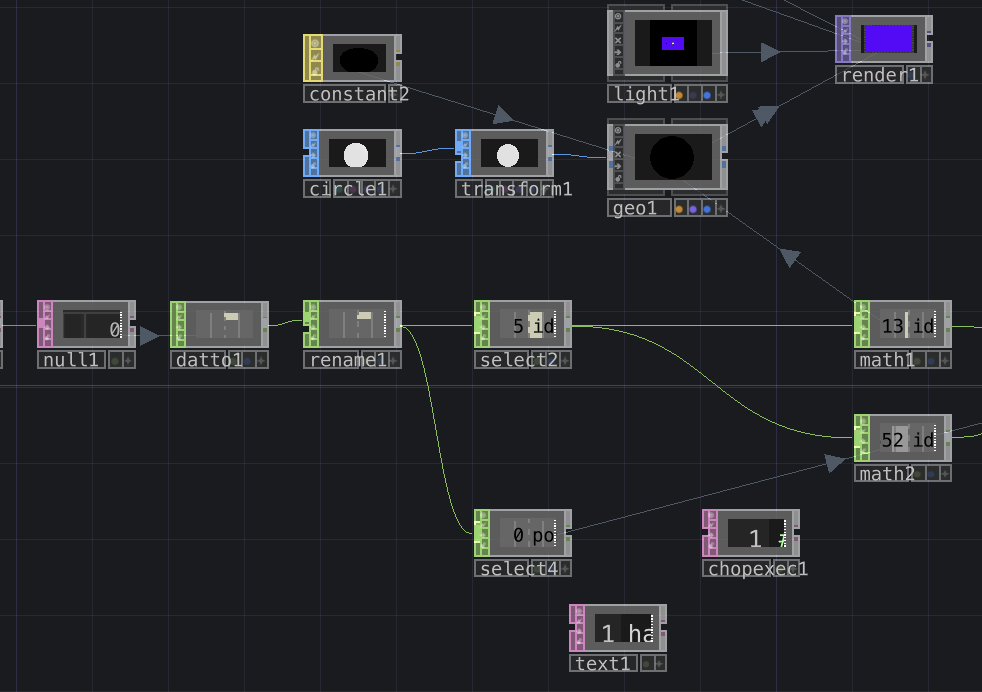 constant2
light1
render1
circle1
transform1
geo1
0
5 id
13 id
null1
datto1
rename1
select2
math1
52 id
math2
0 po
1 #
select4
chopexec1
1 ha
text1